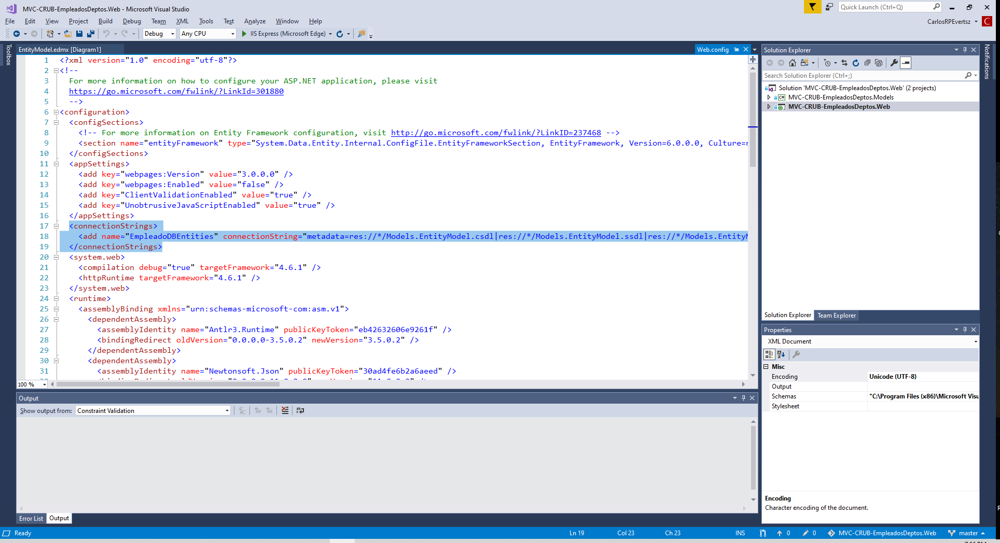 MVC-CRUB-EmpleadosDeptos.Web - Microsoft Visual Studio
Quick Launch (Ctrl+Q)
File Edit View Project Build Debug Team XML Tools Test Analyze Window Help
CarlosRPEvertsz C
Debug Any CPU IIS Express (Microsoft Edge)
Toolbox
EntityModel.edmx [Diagram1]
Web.config
1 <?xml version="1.0" encoding="utf-8"?>
2 <!--
3 For more information on how to configure your ASP.NET application, please visit
4 https://go.microsoft.com/fwlink/?LinkId=301880
5 -->
6 <configuration>
7 <configSections>
8 <!-- For more information on Entity Framework configuration, visit http://go.microsoft.com/fwlink/?LinkID=237468 -->
9 <section name="entityFramework" type="System.Data.Entity.Internal.ConfigFile.EntityFrameworkSection, EntityFramework, Version=6.0.0.0, Culture=
10 </configSections>
11 <appSettings>
12 <add key="webpages:Version" value="3.0.0.0" />
13 <add key="webpages:Enabled" value="false" />
14 <add key="ClientValidationEnabled" value="true" />
15 <add key="UnobtrusiveJavaScriptEnabled" value="true" />
16 </appSettings>
17 <connectionStrings>
18 <add name="EmpleadoDBEntities" connectionString="metadata=res://*/Models.EntityModel.csdl|res://*/Models.EntityModel.ssdl|res://*/Models.EntityM
19 </connectionStrings>
20 <system.web>
21 <compilation debug="true" targetFramework="4.6.1" />
22 <httpRuntime targetFramework="4.6.1" />
23 </system.web>
24 <runtime>
25 <assemblyBinding xmlns="urn:schemas-microsoft-com:asm.v1">
26 <dependentAssembly>
27 <assemblyIdentity name="Antlr3.Runtime" publicKeyToken="eb42632606e9261f" />
28 <bindingRedirect oldVersion="0.0.0.0-3.5.0.2" newVersion="3.5.0.2" />
29 </dependentAssembly>
30 <dependentAssembly>
31 <assemblyIdentity name="Newtonsoft.Json" publicKeyToken="30ad4fe6b2a6aeed" />
100 %
Output
Show output from: Constraint Validation
Error List Output
Solution Explorer
Search Solution Explorer (Ctrl+;)
Solution 'MVC-CRUB-EmpleadosDeptos.Web' (2 projects)
C# MVC-CRUB-EmpleadosDeptos.Models
MVC-CRUB-EmpleadosDeptos.Web
Solution Explorer Team Explorer
Properties
XML Document
Misc
Encoding Unicode (UTF-8)
Output
Schemas "C:\Program Files (x86)\Microsoft Visu
Stylesheet
Encoding
Character encoding of the document.
Notifications
Ready Ln 19 Col 23 Ch 23 INS 0 0 MVC-CRUB-EmpleadosDeptos.Web master